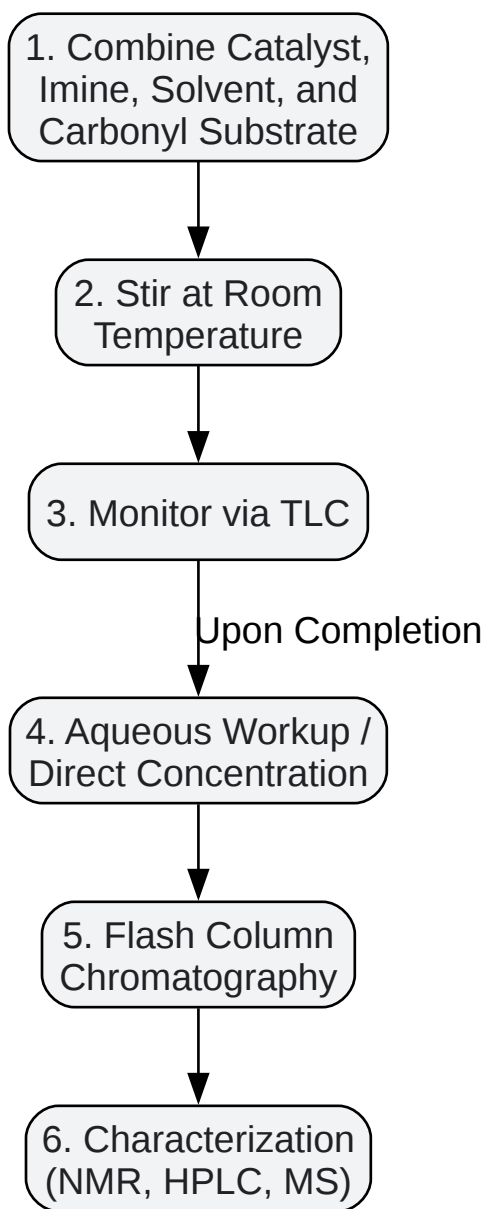 1. Combine Catalyst,
Imine, Solvent, and
Carbonyl Substrate
2. Stir at Room
Temperature
3. Monitor via TLC
Upon Completion
4. Aqueous Workup /
Direct Concentration
5. Flash Column
Chromatography
6. Characterization
(NMR, HPLC, MS)